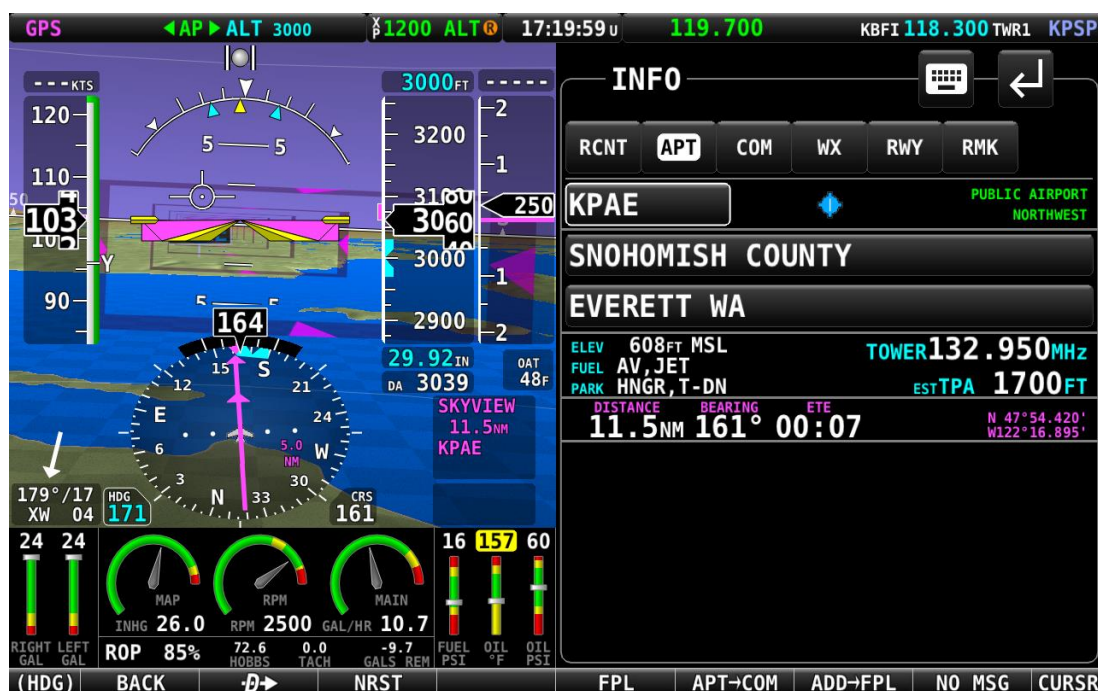 GPS ◄AP► ALT 3000 XP 1200 ALT R 17:19:59 U 119.700 KBFI 118.300 TWR1 KPSP
---KTS
120
110
103
90
3000FT
-----
3200
3060
3000
2900
2
1
250
1
2
5 5
5 5
Y
164
29.92IN
DA 3039
OAT
48F
SKYVIEW
11.5NM
KPAE
12 15 S 21 24 W 30 33 N 3 6 E
5.0
NM
179°/17
XW 04
HDG
171
CRS
161
INFO
RCNT APT COM WX RWY RMK
KPAE
PUBLIC AIRPORT
NORTHWEST
SNOHOMISH COUNTY
EVERETT WA
ELEV 608FT MSL
FUEL AV,JET
PARK HNGR,T-DN
TOWER 132.950MHz
EST TPA 1700FT
DISTANCE BEARING ETE
11.5NM 161° 00:07
N 47°54.420'
W122°16.895'
24 24
RIGHT GAL LEFT GAL
MAP
INHG 26.0
RPM
RPM 2500
MAIN
GAL/HR 10.7
ROP 85%
72.6 0.0 -9.7
HOBBS TACH GALS REM
16 157 60
FUEL PSI OIL °F OIL PSI
(HDG) BACK -D→ NRST FPL APT→COM ADD→FPL NO MSG CURSR